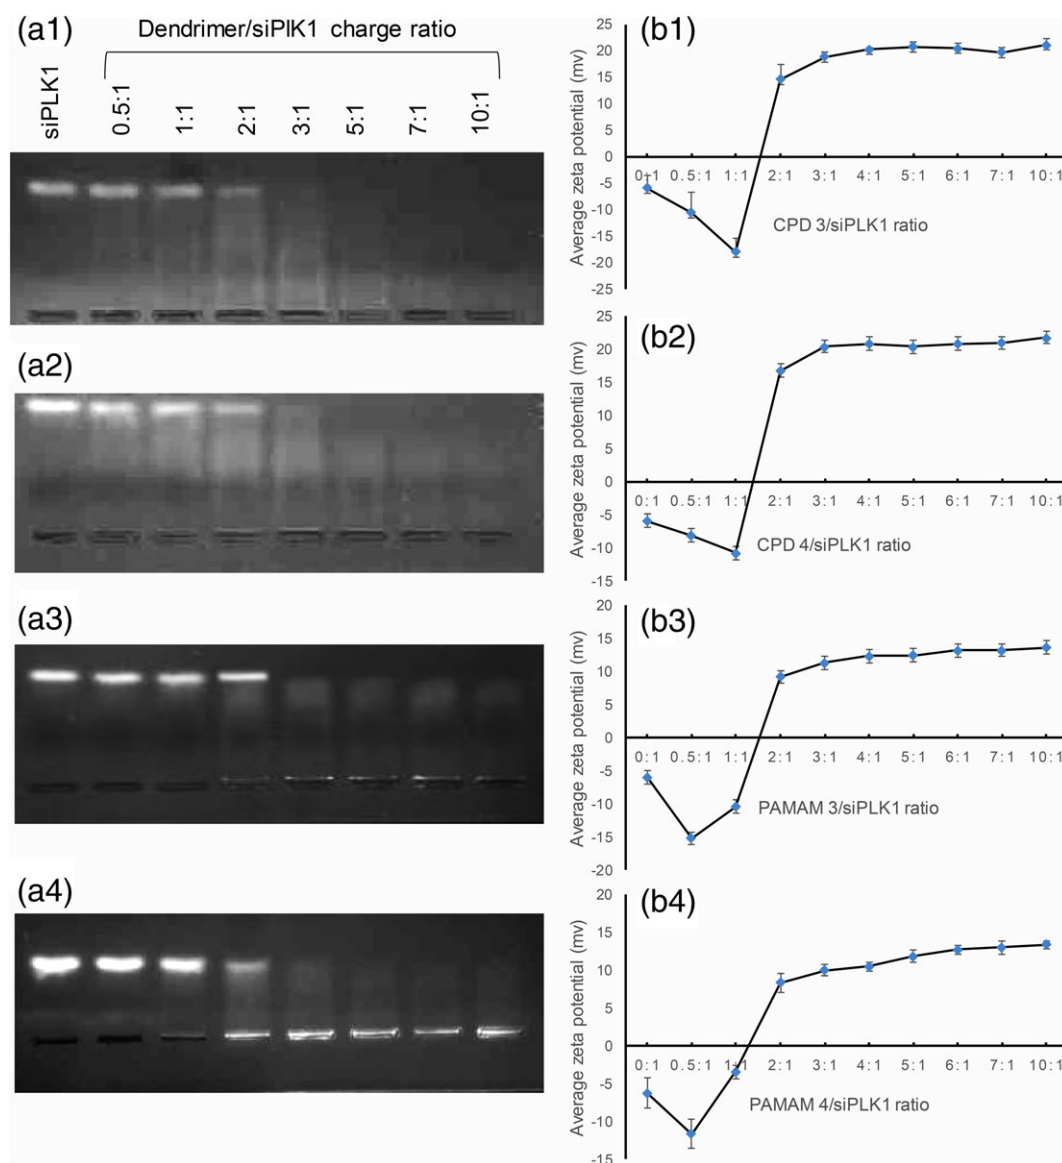 (a1)
Dendrimer/siPIK1 charge ratio
siPLK1
0.5:1
1:1
2:1
3:1
5:1
7:1
10:1
(a2)
(a3)
(a4)
(b1)
Average zeta potential (mv)
25
20
15
10
5
0
-5
-10
-15
-20
-25
0:1 0.5:1 1:1 2:1 3:1 4:1 5:1 6:1 7:1 10:1
CPD 3/siPLK1 ratio
(b2)
Average zeta potential (mv)
25
20
15
10
5
0
-5
-10
-15
0:1 0.5:1 1:1 2:1 3:1 4:1 5:1 6:1 7:1 10:1
CPD 4/siPLK1 ratio
(b3)
Average zeta potential (mv)
20
15
10
5
0
-5
-10
-15
-20
0:1 0.5:1 1:1 2:1 3:1 4:1 5:1 6:1 7:1 10:1
PAMAM 3/siPLK1 ratio
(b4)
Average zeta potential (mv)
20
15
10
5
0
-5
-10
-15
0:1 0.5:1 1:1 2:1 3:1 4:1 5:1 6:1 7:1 10:1
PAMAM 4/siPLK1 ratio